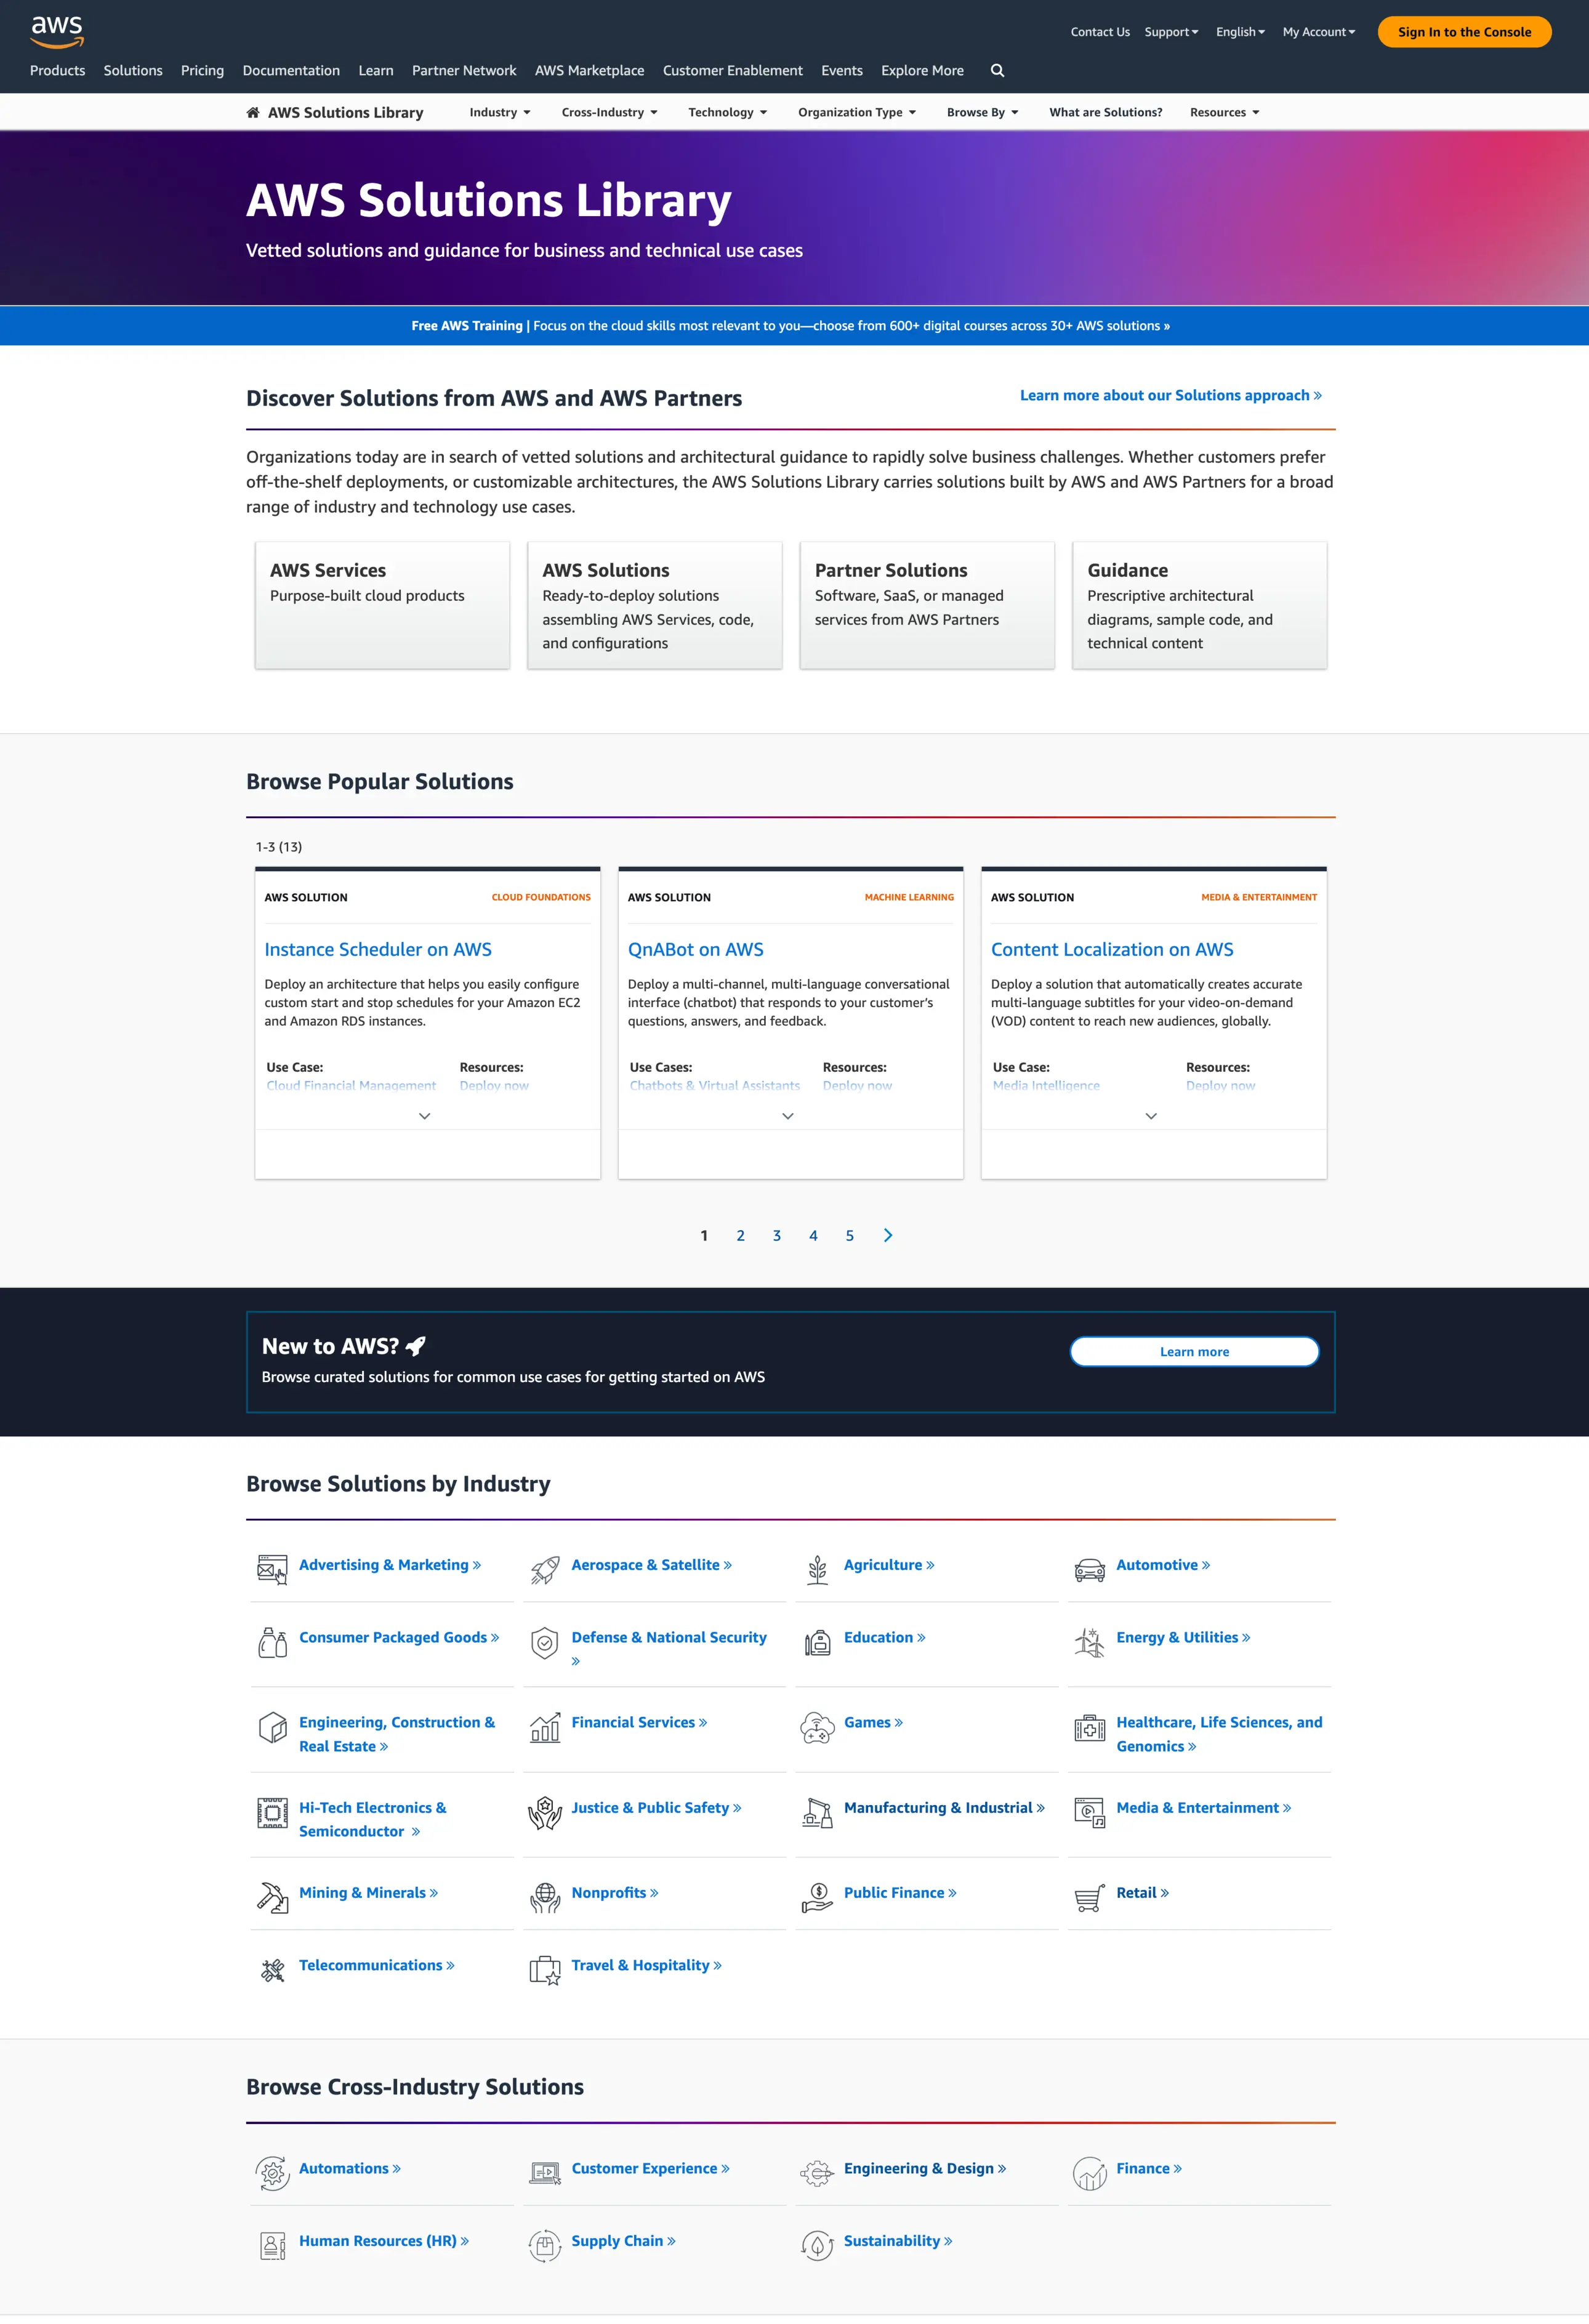 aws
Contact Us Support English My Account Sign In to the Console
Products Solutions Pricing Documentation Learn Partner Network AWS Marketplace Customer Enablement Events Explore More
AWS Solutions Library Industry Cross-Industry Technology Organization Type Browse By What are Solutions? Resources
AWS Solutions Library
Vetted solutions and guidance for business and technical use cases
Free AWS Training | Focus on the cloud skills most relevant to you—choose from 600+ digital courses across 30+ AWS solutions »
Discover Solutions from AWS and AWS Partners
Learn more about our Solutions approach »
Organizations today are in search of vetted solutions and architectural guidance to rapidly solve business challenges. Whether customers prefer
off-the-shelf deployments, or customizable architectures, the AWS Solutions Library carries solutions built by AWS and AWS Partners for a broad
range of industry and technology use cases.
AWS Services
Purpose-built cloud products
AWS Solutions
Ready-to-deploy solutions
assembling AWS Services, code,
and configurations
Partner Solutions
Software, SaaS, or managed
services from AWS Partners
Guidance
Prescriptive architectural
diagrams, sample code, and
technical content
Browse Popular Solutions
1-3 (13)
AWS SOLUTION CLOUD FOUNDATIONS
Instance Scheduler on AWS
Deploy an architecture that helps you easily configure
custom start and stop schedules for your Amazon EC2
and Amazon RDS instances.
Use Case: Resources:
Cloud Financial Management Deploy now
AWS SOLUTION MACHINE LEARNING
QnABot on AWS
Deploy a multi-channel, multi-language conversational
interface (chatbot) that responds to your customer's
questions, answers, and feedback.
Use Cases: Resources:
Chatbots & Virtual Assistants Deploy now
AWS SOLUTION MEDIA & ENTERTAINMENT
Content Localization on AWS
Deploy a solution that automatically creates accurate
multi-language subtitles for your video-on-demand
(VOD) content to reach new audiences, globally.
Use Case: Resources:
Media Intelligence Deploy now
1 2 3 4 5
New to AWS?
Browse curated solutions for common use cases for getting started on AWS
Learn more
Browse Solutions by Industry
Advertising & Marketing »
Aerospace & Satellite »
Agriculture »
Automotive »
Consumer Packaged Goods »
Defense & National Security
»
Education »
Energy & Utilities »
Engineering, Construction &
Real Estate »
Financial Services »
Games »
Healthcare, Life Sciences, and
Genomics »
Hi-Tech Electronics &
Semiconductor »
Justice & Public Safety »
Manufacturing & Industrial »
Media & Entertainment »
Mining & Minerals »
Nonprofits »
Public Finance »
Retail »
Telecommunications »
Travel & Hospitality »
Browse Cross-Industry Solutions
Automations »
Customer Experience »
Engineering & Design »
Finance »
Human Resources (HR) »
Supply Chain »
Sustainability »